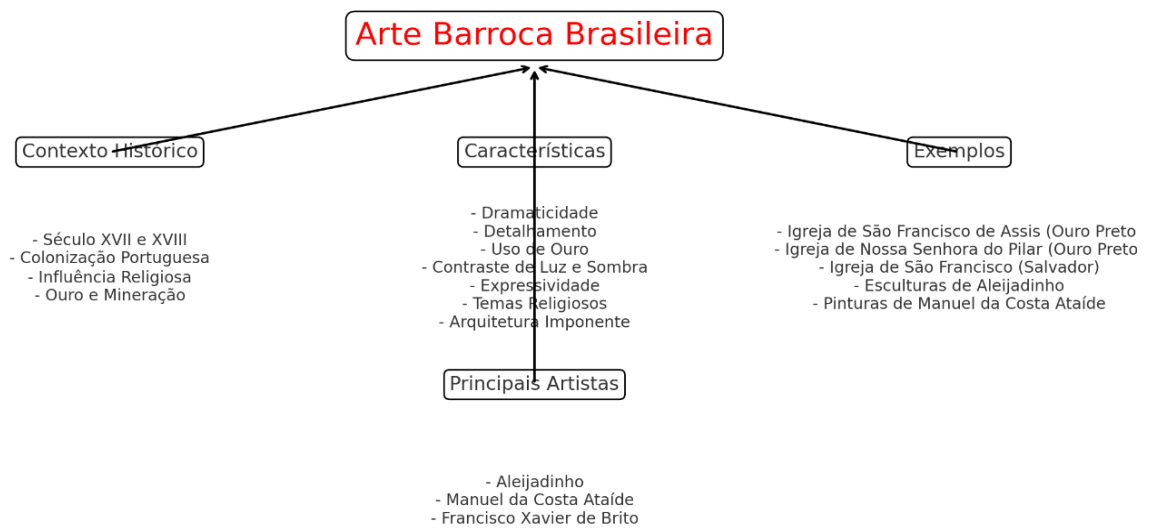 Arte Barroca Brasileira
Contexto Histórico
- Século XVII e XVIII
- Colonização Portuguesa
- Influência Religiosa
- Ouro e Mineração
Características
- Dramaticidade
- Detalhamento
- Uso de Ouro
- Contraste de Luz e Sombra
- Expressividade
- Temas Religiosos
- Arquitetura Imponente
Exemplos
- Igreja de São Francisco de Assis (Ouro Preto
- Igreja de Nossa Senhora do Pilar (Ouro Preto
- Igreja de São Francisco (Salvador)
- Esculturas de Aleijadinho
- Pinturas de Manuel da Costa Ataíde
Principais Artistas
- Aleijadinho
- Manuel da Costa Ataíde
- Francisco Xavier de Brito